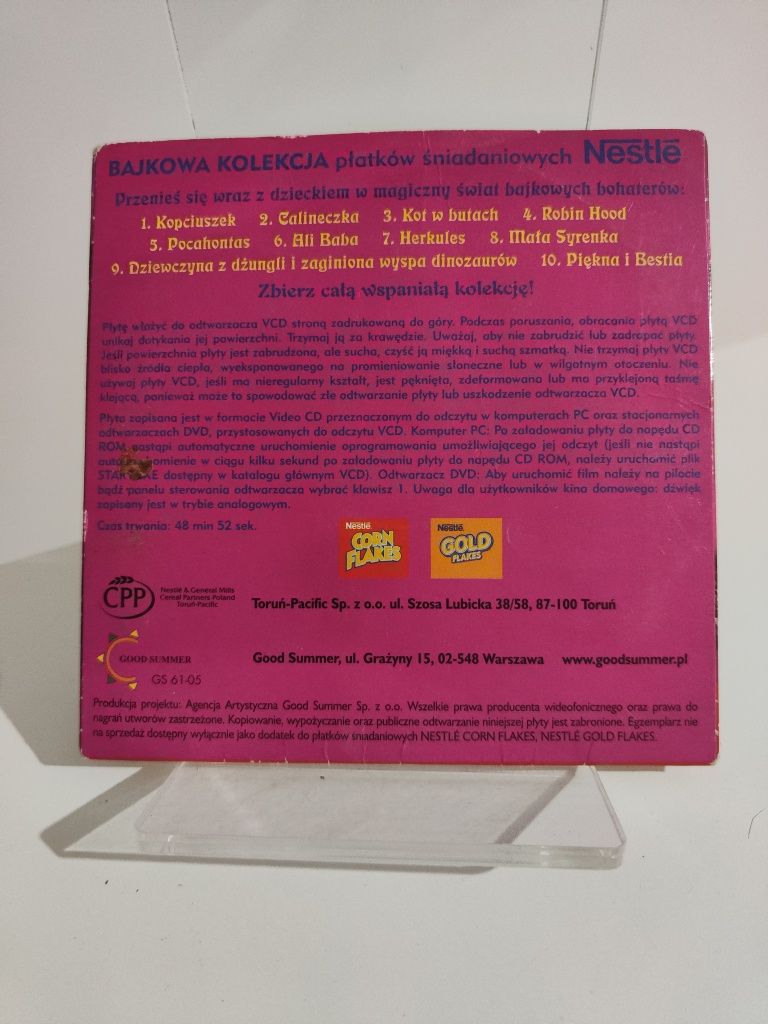 BAJKOWA KOLEKCJA płatków śniadaniowych Nestlé
Przenieś się wraz z dzieckiem w magiczny świat bajkowych bohaterów:
1. Kopciuszek 2. Calineczka 3. Kot w butach 4. Robin Hood
5. Pocahontas 6. Ali Baba 7. Herkules 8. Mała Syrenka
9. Dziewczyna z dżungli i zaginiona wyspa dinozaurów 10. Piękna i Bestia
Zbierz całą wspaniałą kolekcję!
Płytę włożyć do odtwarzacza VCD stroną zadrukowaną do góry. Podczas poruszania, obracania płytą VCD
unikaj dotykania jej powierzchni. Trzymaj ją za krawędzie. Uważaj, aby nie zabrudzić lub zadrapać płyty.
Jeśli powierzchnia płyty jest zabrudzona, ale sucha, czyść ją miękką i suchą szmatką. Nie trzymaj płyty VCD
blisko źródła ciepła, wyeksponowanego na promieniowanie słoneczne lub w wilgotnym otoczeniu. Nie
używaj płyty VCD, jeśli ma nieregularny kształt, jest pęknięta, zdeformowana lub ma przyklejoną taśmę
klejącą, ponieważ może to spowodować złe odtwarzanie płyty lub uszkodzenie odtwarzacza VCD.
Płyta zapisana jest w formacie Video CD przeznaczonym do odczytu w komputerach PC oraz stacjonarnych
odtwarzaczach DVD, przystosowanych do odczytu VCD. Komputer PC: Po załadowaniu płyty do napędu CD
ROM nastąpi automatyczne uruchomienie oprogramowania umożliwiającego jej odczyt (jeśli nie nastąpi
w ciągu kilku sekund po załadowaniu płyty do napędu CD ROM, należy uruchomić plik
dostępny w katalogu głównym VCD). Odtwarzacz DVD: Aby uruchomić film należy na pilocie
bądź panelu sterowania odtwarzacza wybrać klawisz 1. Uwaga dla użytkowników kina domowego: dźwięk
zapisany jest w trybie analogowym.
Czas trwania: 48 min 52 sek.
Nestlé CORN FLAKES Nestlé GOLD FLAKES
CPP
Nestlé & General Mills
Cereal Partners Poland
Toruń-Pacific
Toruń-Pacific Sp. z o.o. ul. Szosa Lubicka 38/58, 87-100 Toruń
GOOD SUMMER
GS 61-05
Good Summer, ul. Grażyny 15, 02-548 Warszawa www.goodsummer.pl
Produkcja projektu: Agencja Artystyczna Good Summer Sp. z o.o. Wszelkie prawa producenta wideofonicznego oraz prawa do
nagrań utworów zastrzeżone. Kopiowanie, wypożyczanie oraz publiczne odtwarzanie niniejszej płyty jest zabronione. Egzemplarz nie
na sprzedaż dostępny wyłącznie jako dodatek do płatków śniadaniowych NESTLÉ CORN FLAKES, NESTLÉ GOLD FLAKES.